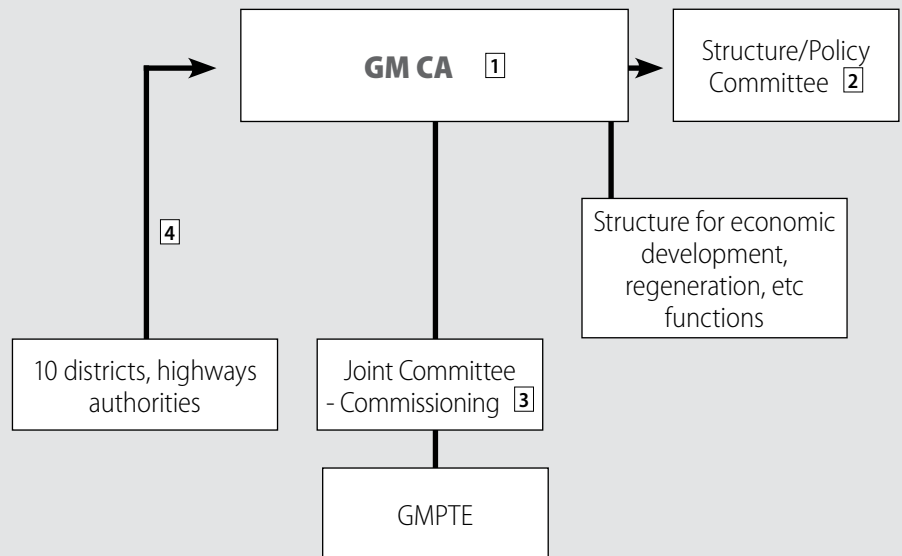 GM CA 1
Structure/Policy
Committee 2
4
Structure for economic
development,
regeneration, etc
functions
10 districts, highways
authorities
Joint Committee
- Commissioning 3
GMPTE